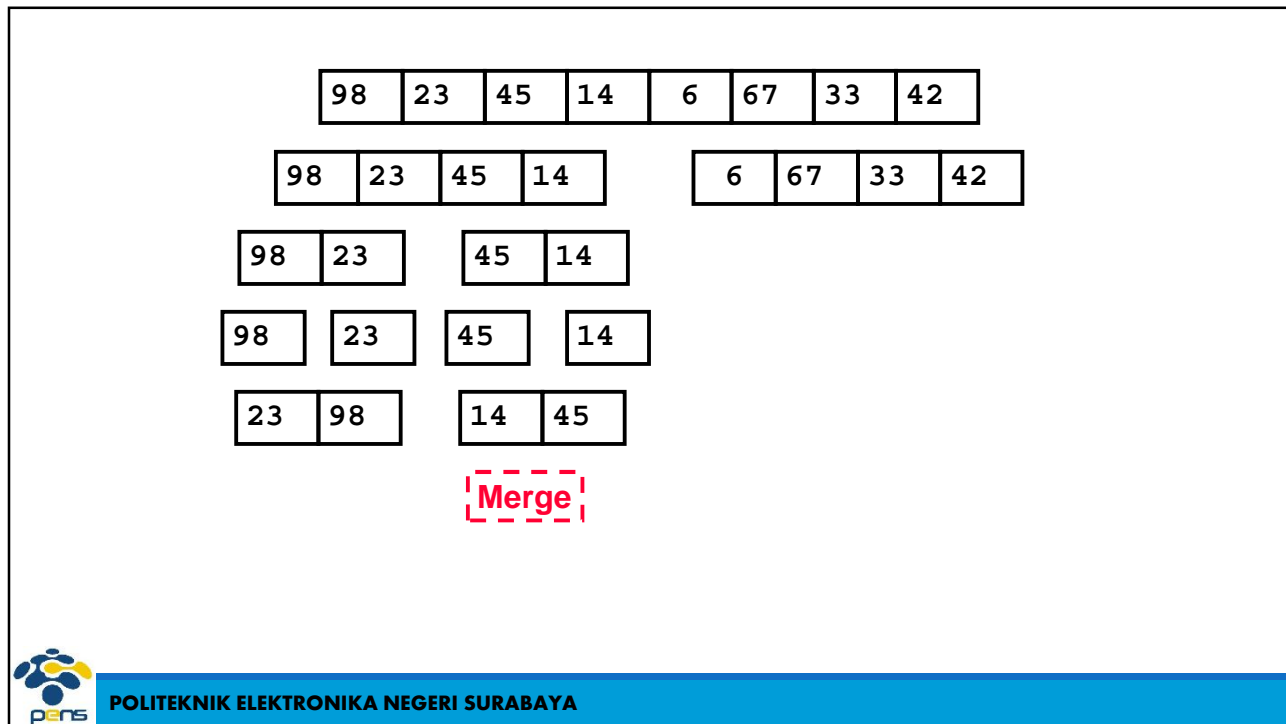 98 23 45 14 6 67 33 42
98 23 45 14 6 67 33 42
98 23 45 14
98 23 45 14
23 98 14 45
Merge
pens
POLITEKNIK ELEKTRONIKA NEGERI SURABAYA